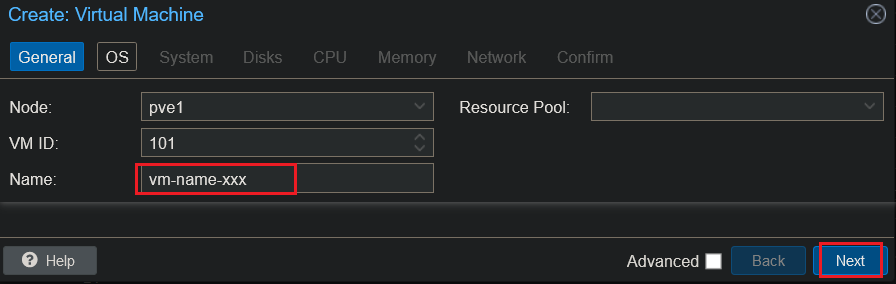 Create: Virtual Machine
General OS System Disks CPU Memory Network Confirm
Node: pve1 Resource Pool:
VM ID: 101
Name: vm-name-xxx
? Help Advanced Back Next